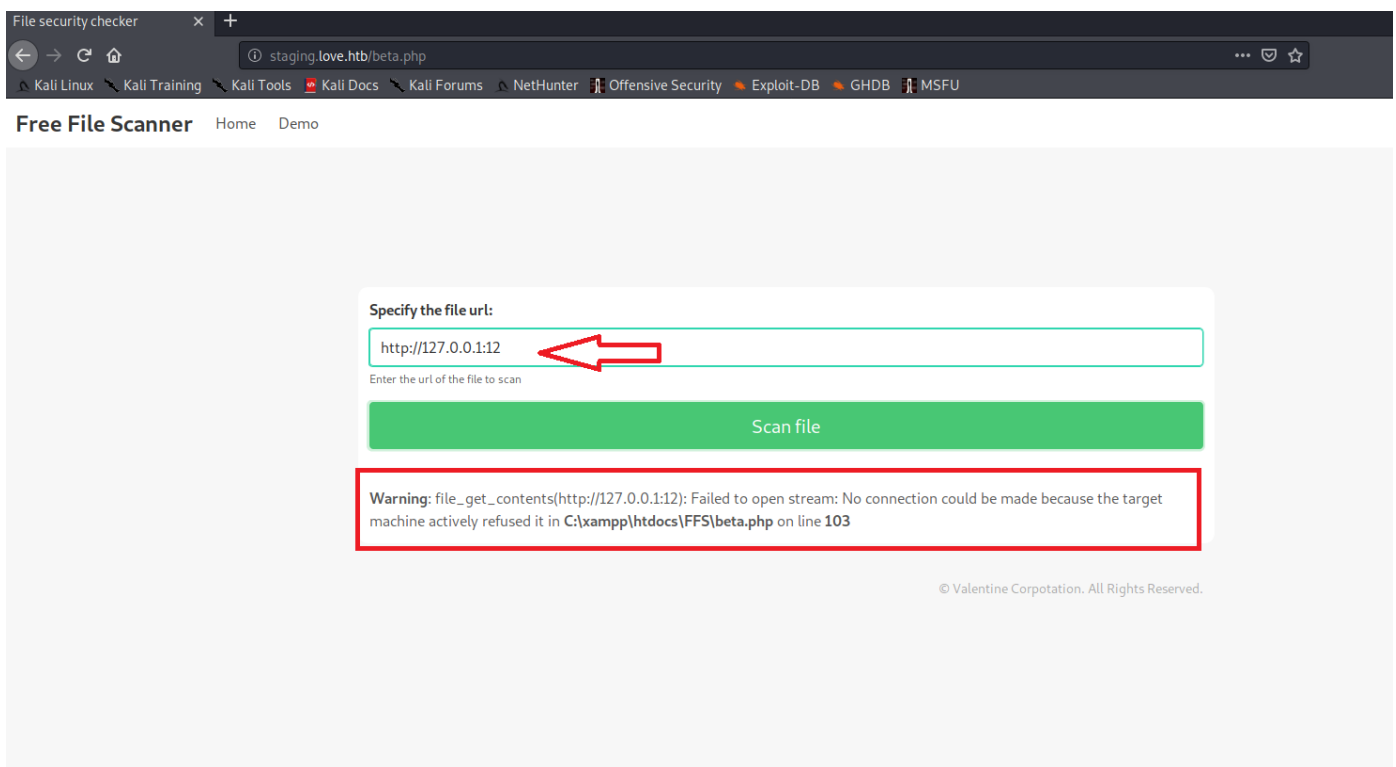 File security checker
staging.love.htb/beta.php
Kali Linux Kali Training Kali Tools Kali Docs Kali Forums NetHunter Offensive Security Exploit-DB GHDB MSFU
Free File Scanner Home Demo
Specify the file url:
http://127.0.0.1:12
Enter the url of the file to scan
Scan file
Warning: file_get_contents(http://127.0.0.1:12): Failed to open stream: No connection could be made because the target
machine actively refused it in C:\xampp\htdocs\FFS\beta.php on line 103
© Valentine Corpotation. All Rights Reserved.